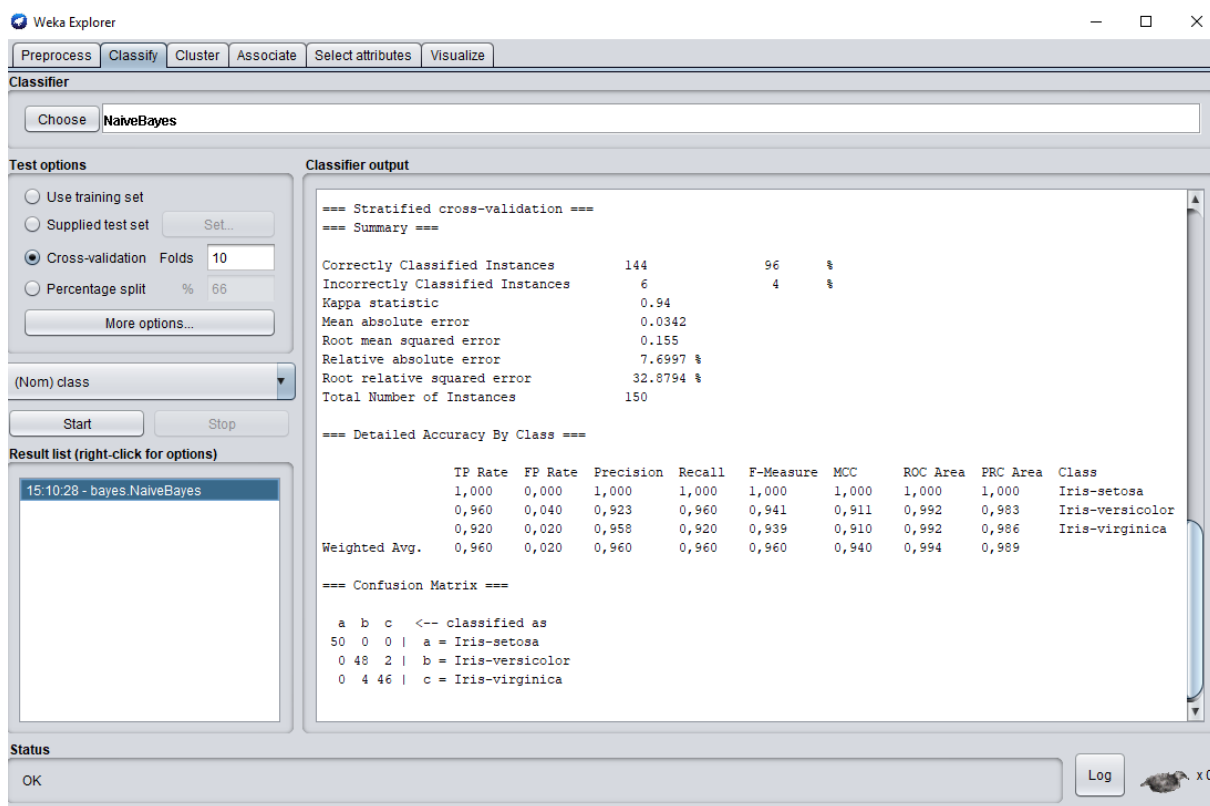 Weka Explorer
Preprocess Classify Cluster Associate Select attributes Visualize
Classifier
Choose NaiveBayes
Test options
Use training set
Supplied test set Set...
Cross-validation Folds 10
Percentage split % 66
More options...
(Nom) class
Start Stop
Result list (right-click for options)
15:10:28 - bayes.NaiveBayes
Classifier output
=== Stratified cross-validation ===
=== Summary ===
Correctly Classified Instances 144 96 %
Incorrectly Classified Instances 6 4 %
Kappa statistic 0.94
Mean absolute error 0.0342
Root mean squared error 0.155
Relative absolute error 7.6997 %
Root relative squared error 32.8794 %
Total Number of Instances 150
=== Detailed Accuracy By Class ===
TP Rate FP Rate Precision Recall F-Measure MCC ROC Area PRC Area Class
1,000 0,000 1,000 1,000 1,000 1,000 1,000 1,000 Iris-setosa
0,960 0,040 0,923 0,960 0,941 0,911 0,992 0,983 Iris-versicolor
0,920 0,020 0,958 0,920 0,939 0,910 0,992 0,986 Iris-virginica
Weighted Avg. 0,960 0,020 0,960 0,960 0,960 0,940 0,994 0,989
=== Confusion Matrix ===
a b c <-- classified as
50 0 0 | a = Iris-setosa
0 48 2 | b = Iris-versicolor
0 4 46 | c = Iris-virginica
Status
OK
Log x 0